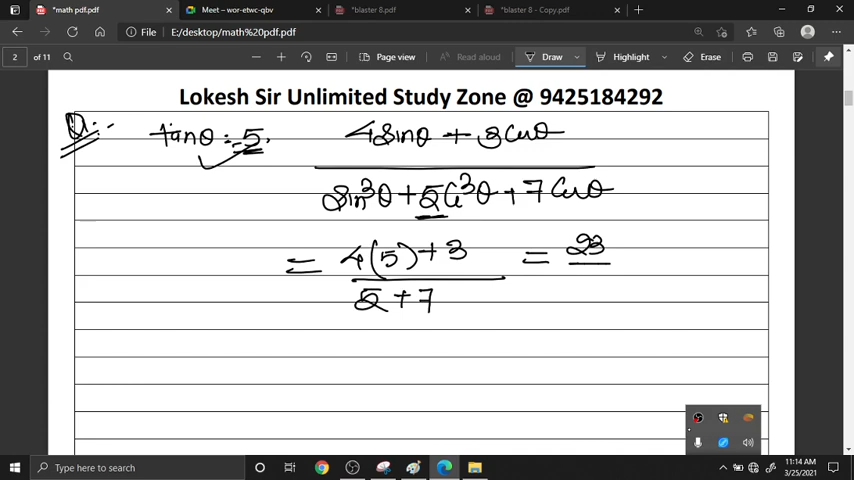 *math pdf.pdf
Meet – wor-etwc-qbv
*blaster 8.pdf
*blaster 8 - Copy.pdf
File | E:/desktop/math%20pdf.pdf
2 of 11
Page view
Read aloud
Draw
Highlight
Erase
Lokesh Sir Unlimited Study Zone @ 9425184292
Q:- tanθ = 5, 4Sinθ + 3Cosθ
Sin³θ + 5Cos³θ + 7Cosθ
= 4(5) + 3 = 23
5 + 7
Type here to search
11:14 AM
3/25/2021